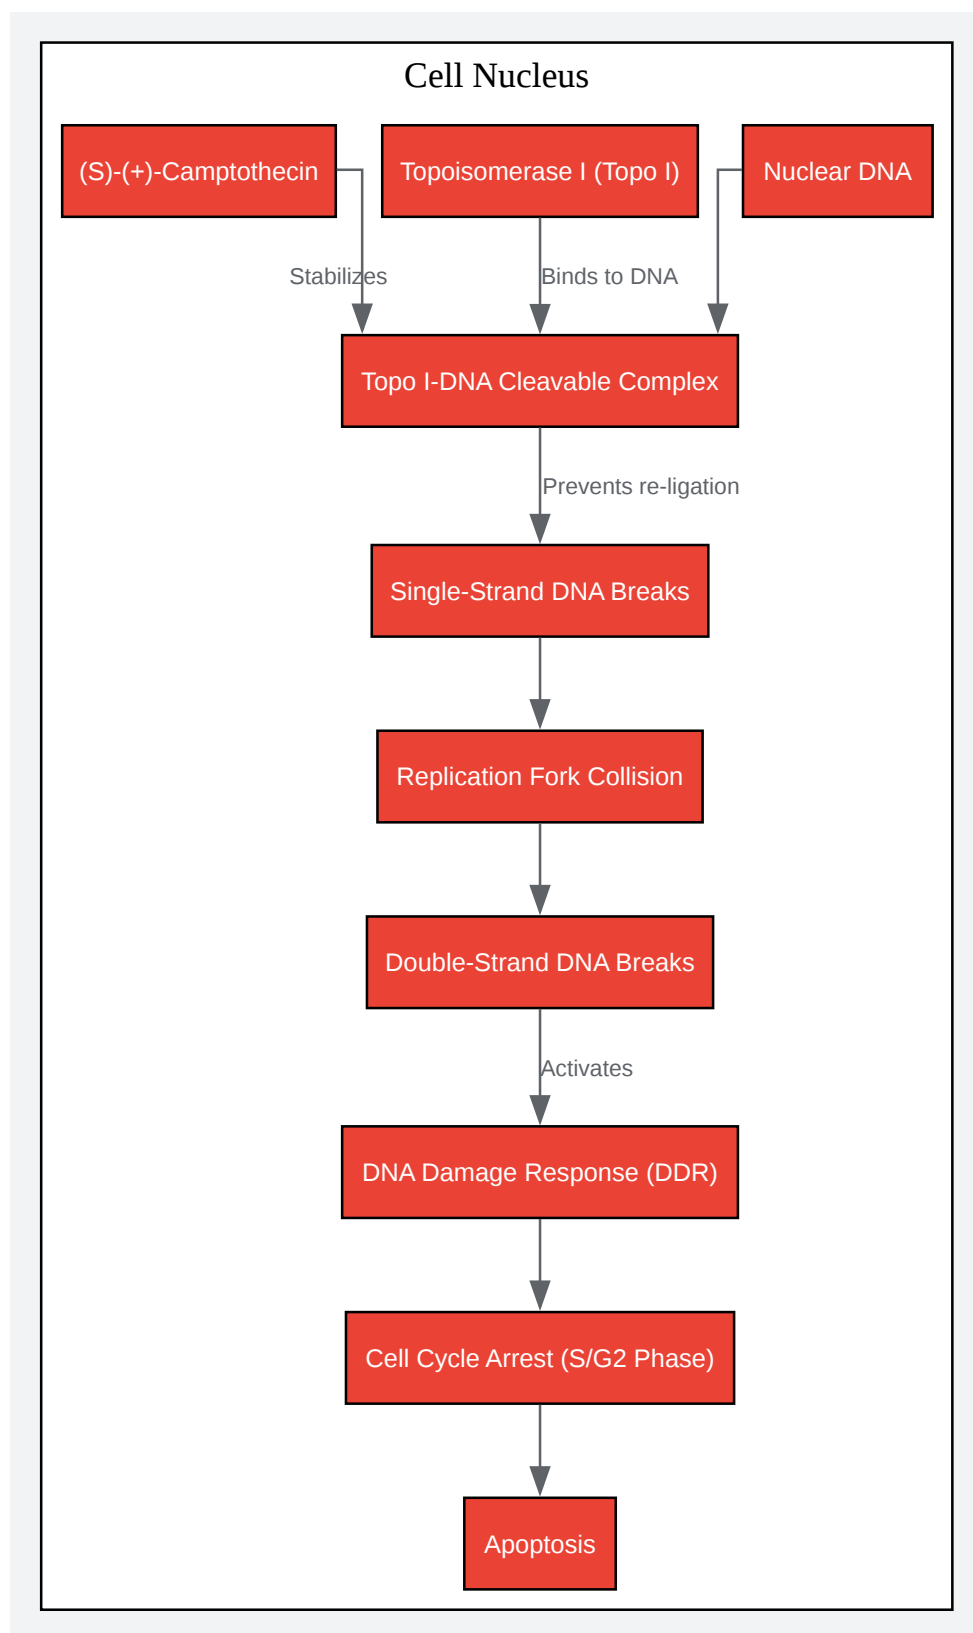 Cell Nucleus
(S)-(+)-Camptothecin
Topoisomerase I (Topo I)
Nuclear DNA
Stabilizes
Binds to DNA
Topo I-DNA Cleavable Complex
Prevents re-ligation
Single-Strand DNA Breaks
Replication Fork Collision
Double-Strand DNA Breaks
Activates
DNA Damage Response (DDR)
Cell Cycle Arrest (S/G2 Phase)
Apoptosis